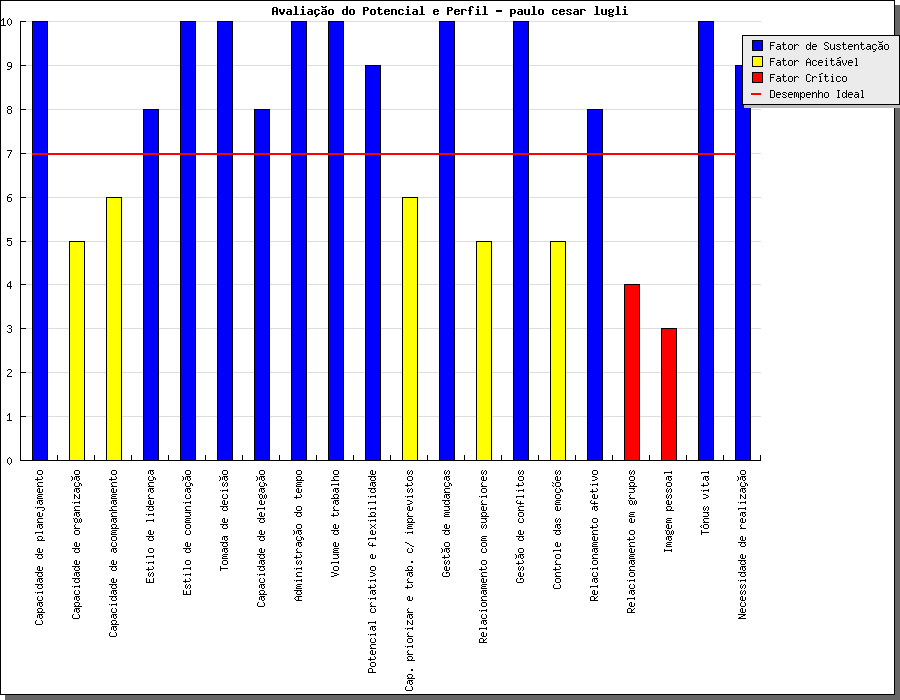 Avaliação do Potencial e Perfil - paulo cesar lugli
Fator de Sustentação
Fator Aceitável
Fator Crítico
Desempenho Ideal
10
9
8
7
6
5
4
3
2
1
0
Capacidade de planejamento
Capacidade de organização
Capacidade de acompanhamento
Estilo de liderança
Estilo de comunicação
Tomada de decisão
Capacidade de delegação
Administração do tempo
Volume de trabalho
Potencial criativo e flexibilidade
Cap. priorizar e trab. c/ imprevistos
Gestão de mudanças
Relacionamento com superiores
Gestão de conflitos
Controle das emoções
Relacionamento afetivo
Relacionamento em grupos
Imagem pessoal
Tônus vital
Necessidade de realização